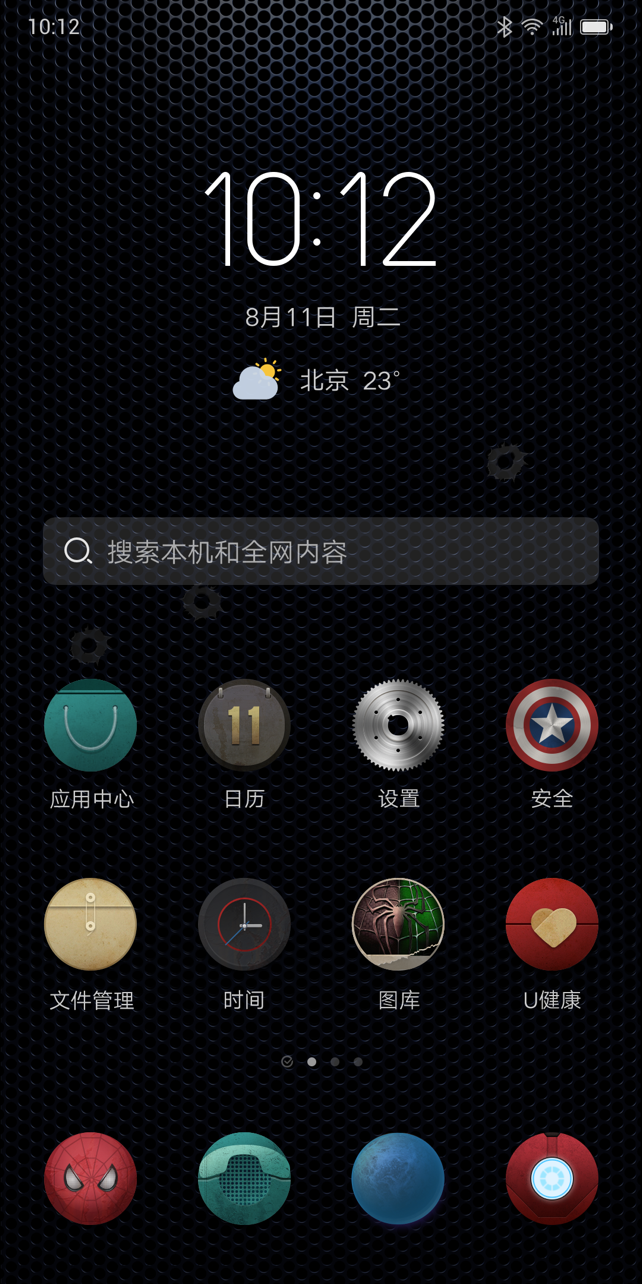 10:12
4G
10:12
8月11日 周二
北京 23°
搜索本机和全网内容
11
应用中心 日历 设置 安全
文件管理 时间 图库 U健康